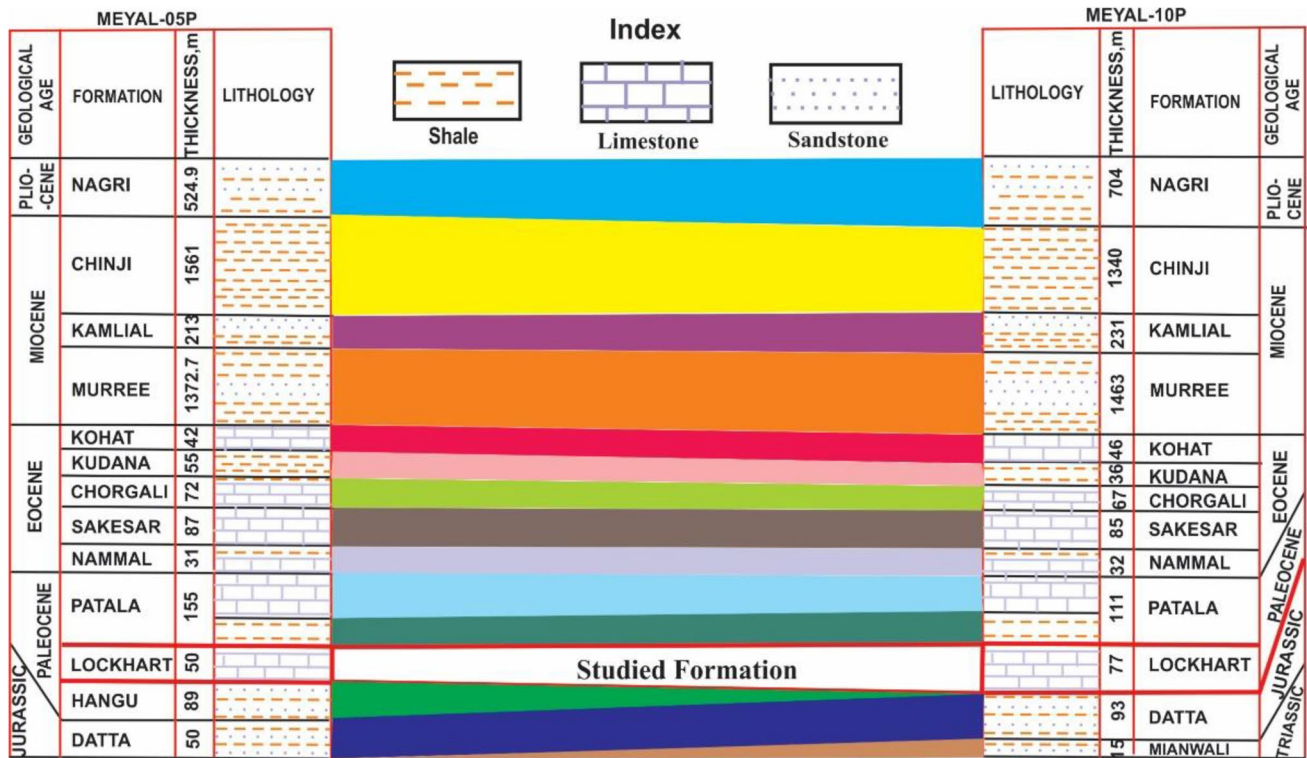 MEYAL-05P
GEOLOGICAL AGE
FORMATION
THICKNESS,m
LITHOLOGY
PLIO-
-CENE
NAGRI
524.9
MIOCENE
CHINJI
1561
KAMLIAL
213
MURREE
1372.7
EOCENE
KOHAT
42
KUDANA
55
CHORGALI
72
SAKESAR
87
NAMMAL
31
PALEOCENE
PATALA
155
LOCKHART
50
JURASSIC
HANGU
89
DATTA
50
Index
Shale
Limestone
Sandstone
Studied Formation
MEYAL-10P
LITHOLOGY
THICKNESS,m
FORMATION
GEOLOGICAL AGE
704
NAGRI
PLIO-
CENE
1340
CHINJI
MIOCENE
231
KAMLIAL
1463
MURREE
46
KOHAT
EOCENE
36
KUDANA
67
CHORGALI
85
SAKESAR
32
NAMMAL
111
PATALA
PALEOCENE
77
LOCKHART
JURASSIC
93
DATTA
TRIASSIC
15
MIANWALI